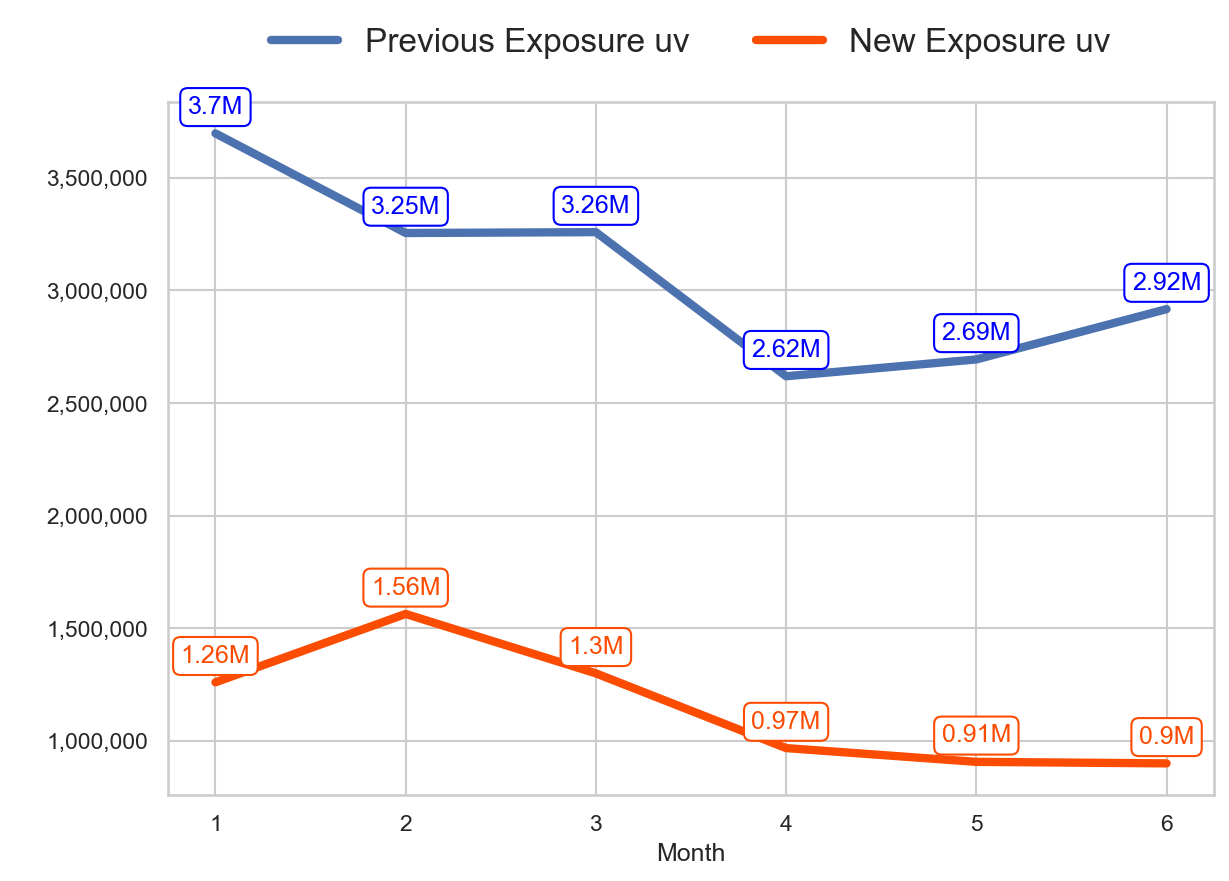 Previous Exposure uv New Exposure uv
3.7M
3,500,000
3.25M 3.26M
3,000,000
2.92M
2.62M 2.69M
2,500,000
2,000,000
1.56M
1,500,000
1.26M 1.3M
0.97M 0.91M 0.9M
1,000,000
1 2 3 4 5 6
Month